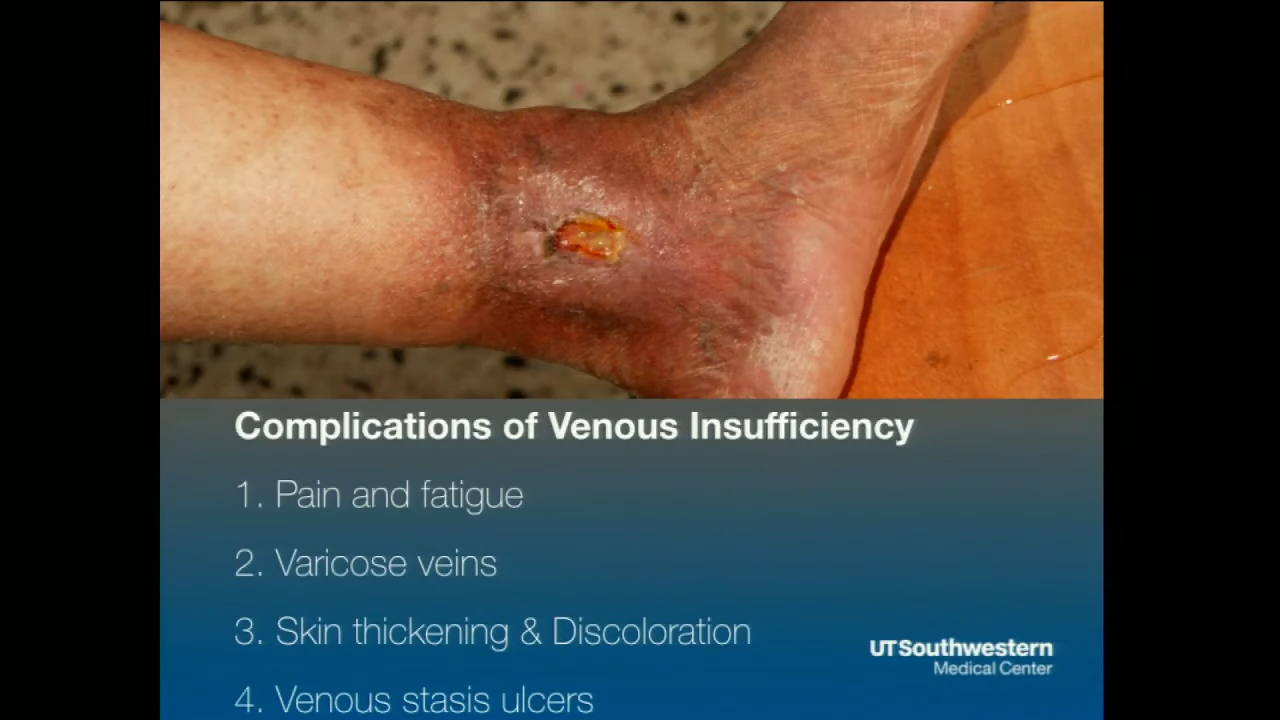 Complications of Venous Insufficiency
1. Pain and fatigue
2. Varicose veins
3. Skin thickening & Discoloration
4. Venous stasis ulcers
UTSouthwestern
Medical Center